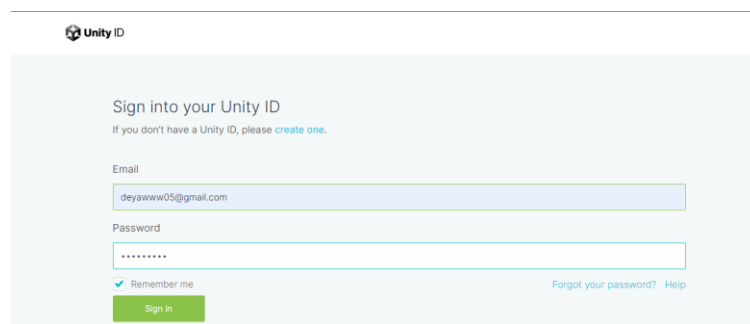 Unity ID
Sign into your Unity ID
If you don't have a Unity ID, please create one.
Email
deyawww05@gmail.com
Password
•••••••••
Remember me
Forgot your password? Help
Sign in